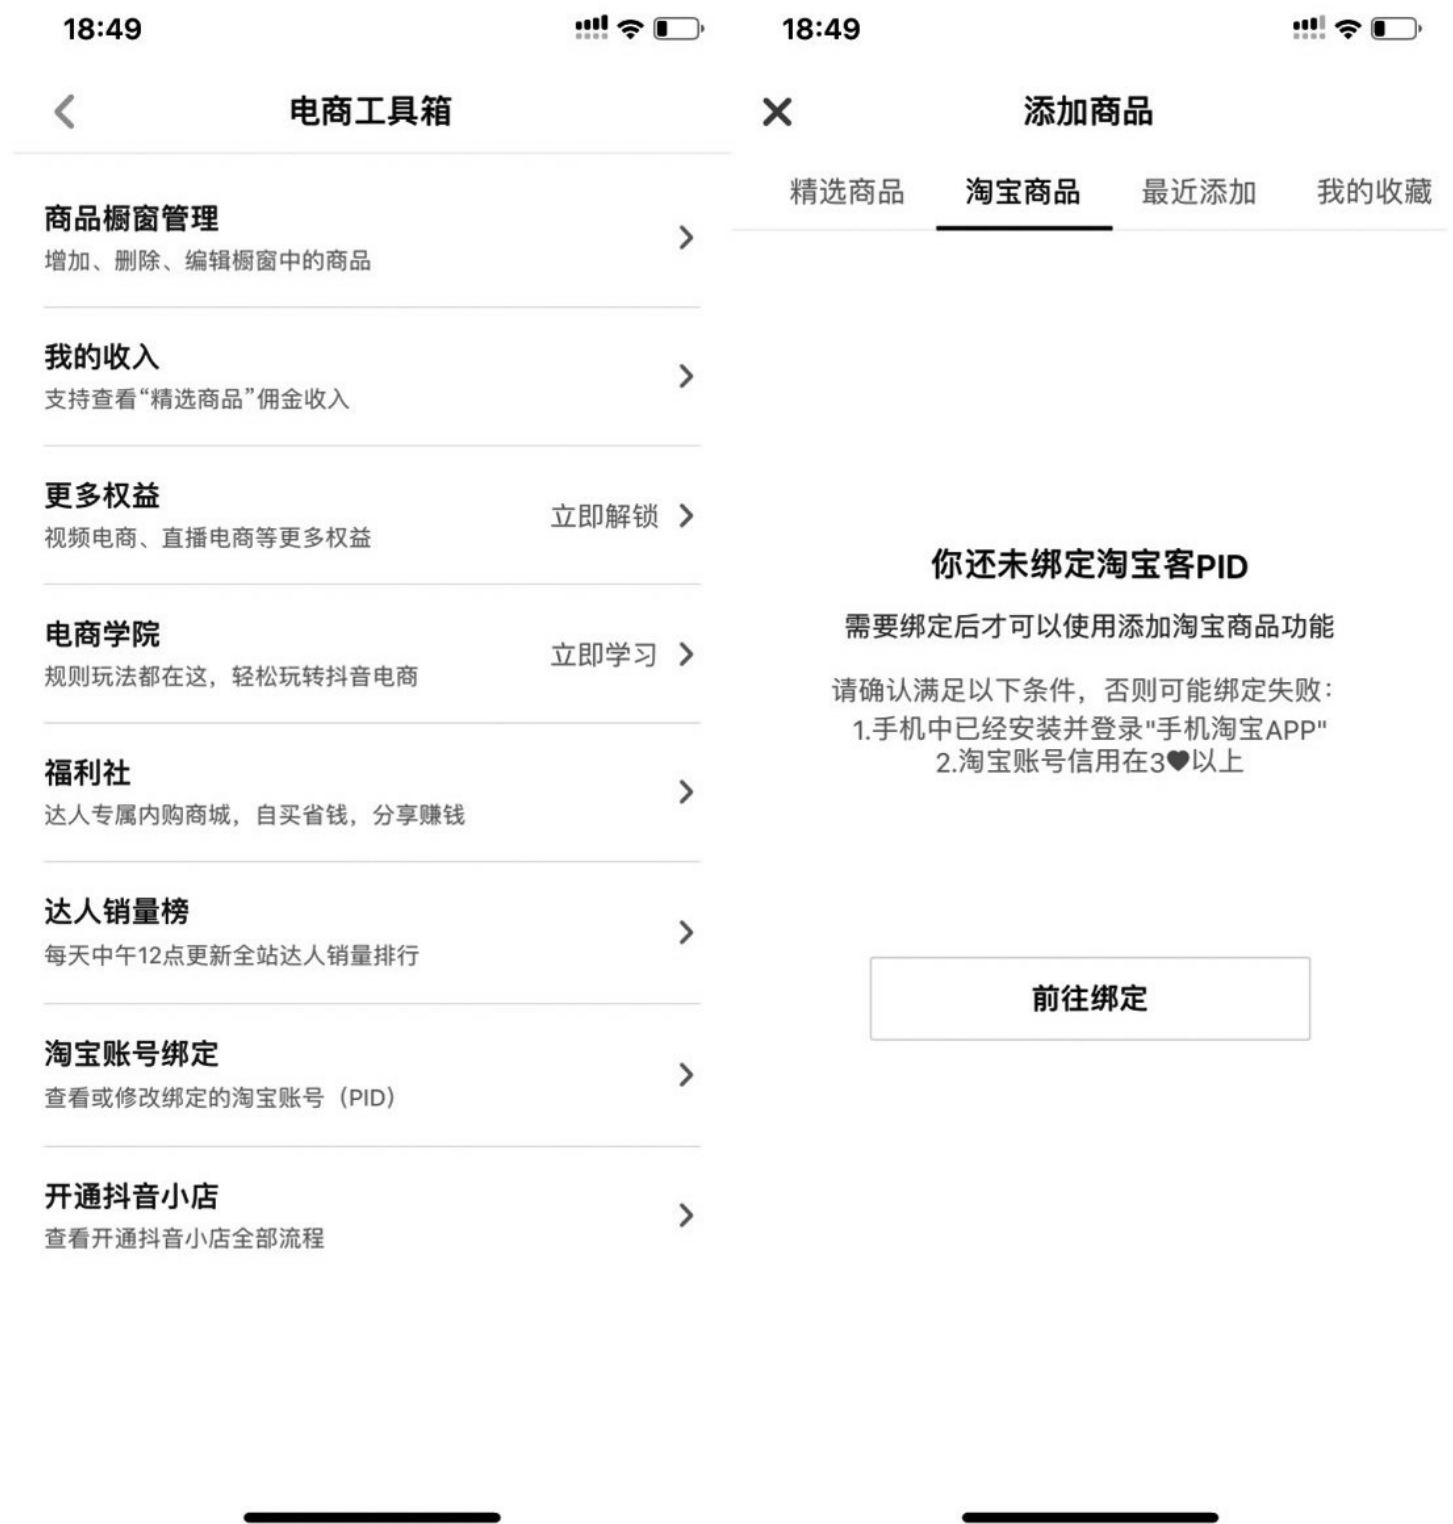 18:49
电商工具箱
商品橱窗管理
增加、删除、编辑橱窗中的商品
我的收入
支持查看“精选商品”佣金收入
更多权益
视频电商、直播电商等更多权益
立即解锁
电商学院
规则玩法都在这，轻松玩转抖音电商
立即学习
福利社
达人专属内购商城，自买省钱，分享赚钱
达人销量榜
每天中午12点更新全站达人销量排行
淘宝账号绑定
查看或修改绑定的淘宝账号（PID）
开通抖音小店
查看开通抖音小店全部流程
18:49
添加商品
精选商品 淘宝商品 最近添加 我的收藏
你还未绑定淘宝客PID
需要绑定后才可以使用添加淘宝商品功能
请确认满足以下条件，否则可能绑定失败：
1.手机中已经安装并登录"手机淘宝APP"
2.淘宝账号信用在3♥以上
前往绑定